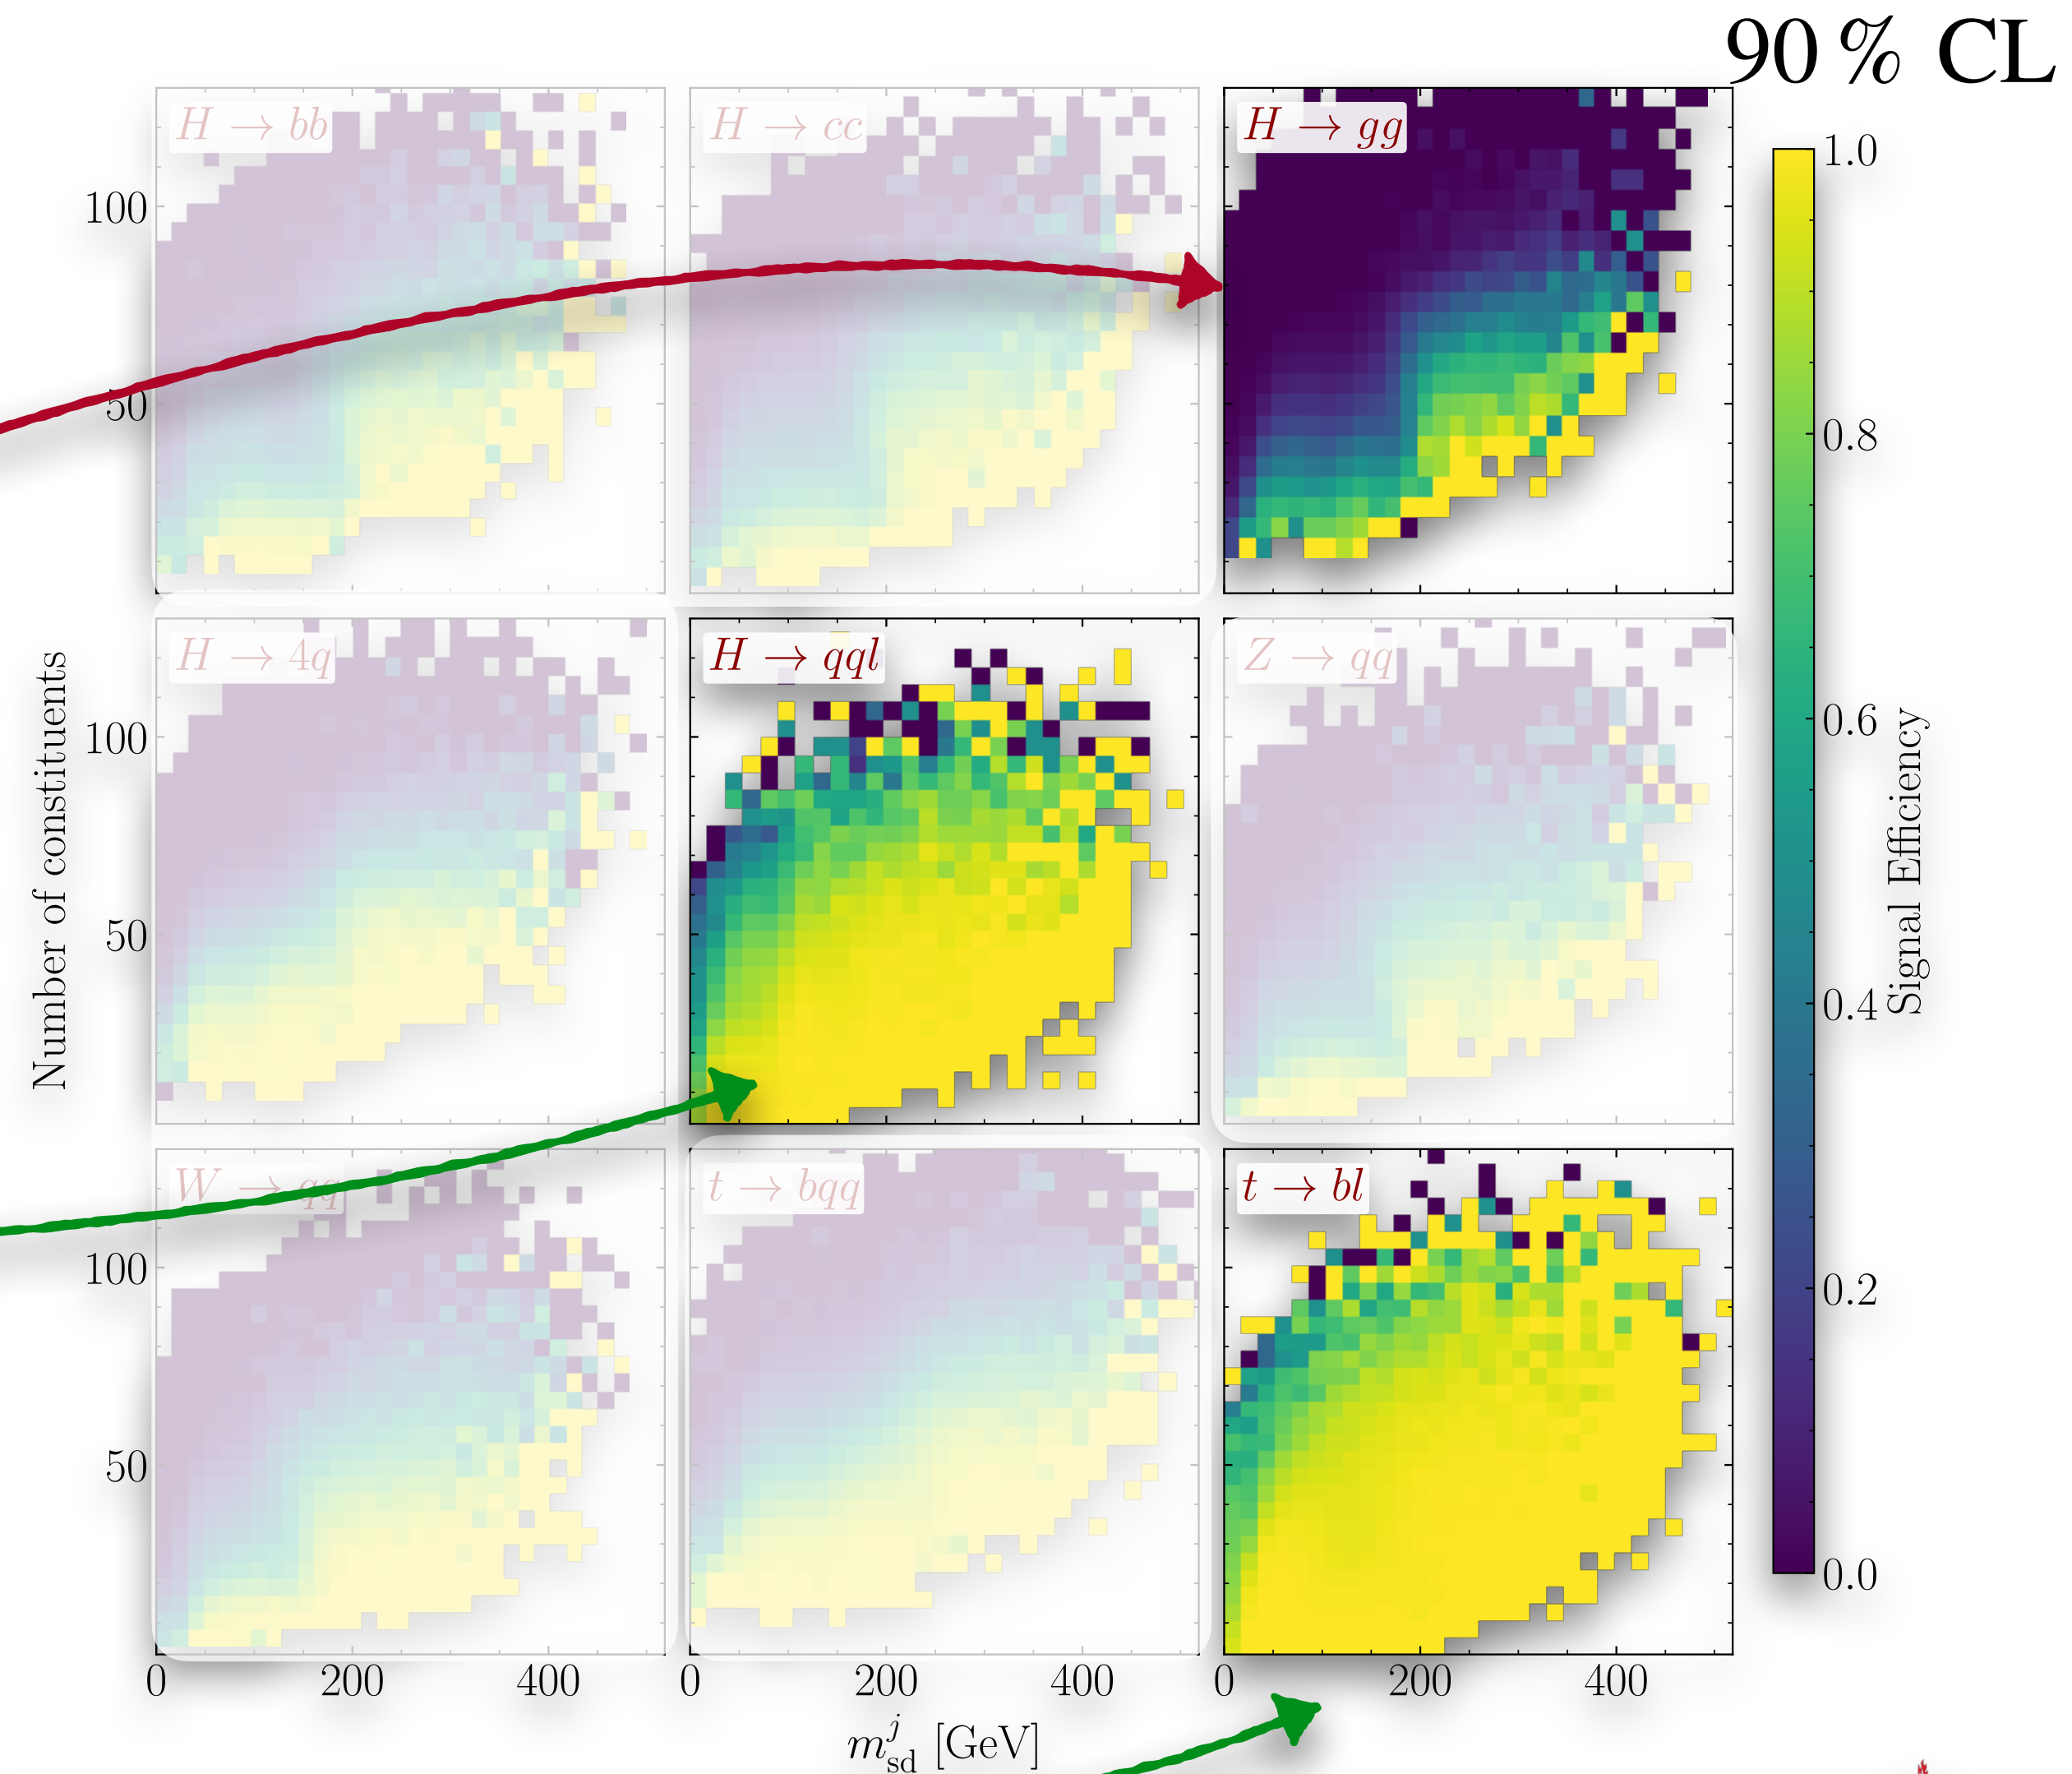 90 % CL
H → bb
H → cc
H → gg
100
50
1.0
0.8
0.6
0.4
0.2
0.0
Signal Efficiency
Number of constituents
H → 4q
H → qql
Z → qq
100
50
W → qq
t → bqq
t → bl
100
50
0 200 400 0 200 400 0 200 400
m_sd^j [GeV]